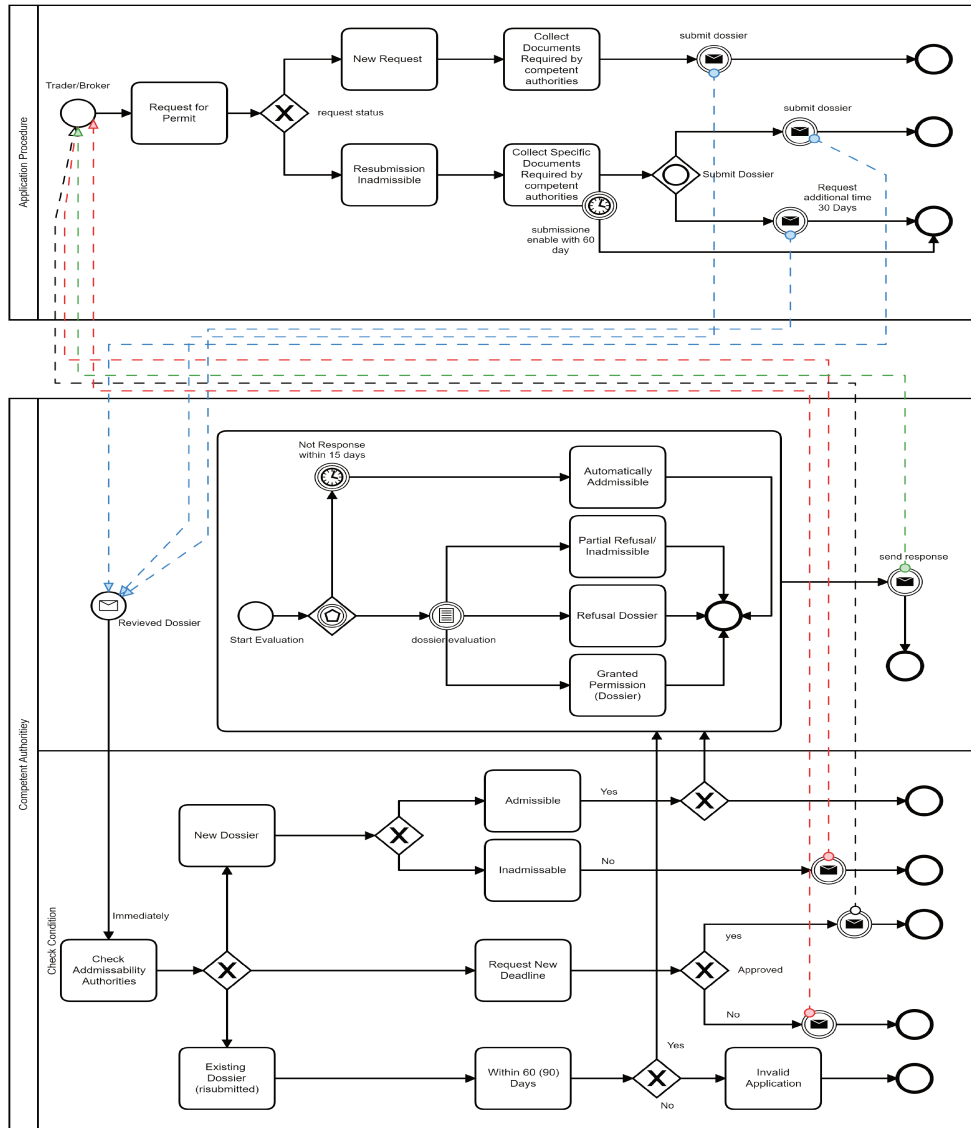 Application Procedure
Trader/Broker
Request for
Permit
request status
New Request
Collect
Documents
Required by
competent
authorities
submit dossier
Resubmission
Inadmissible
Collect Specific
Documents
Required by
competent
authorities
submissione
enable with 60
day
Submit Dossier
submit dossier
Request
additional time
30 Days
Competent Authoritiey
Not Response
within 15 days
Automatically
Addmissible
Partial Refusal/
Inadmissible
Refusal Dossier
Granted
Permission
(Dossier)
Start Evaluation
dossier evaluation
send response
Revieved Dossier
Check Condition
Immediately
Check
Addmissability
Authorities
New Dossier
Admissible
Yes
Inadmissable
No
Request New
Deadline
yes
Approved
No
Existing
Dossier
(risubmitted)
Within 60 (90)
Days
Yes
No
Invalid
Application